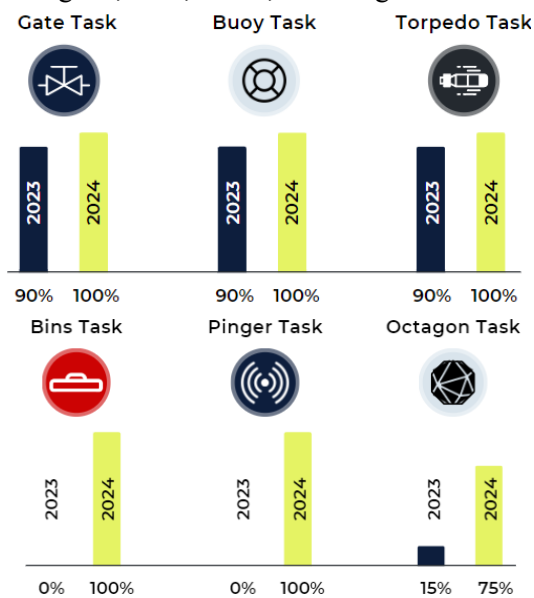 Gate Task Buoy Task Torpedo Task
2023 2024 2023 2024 2023 2024
90% 100% 90% 100% 90% 100%
Bins Task Pinger Task Octagon Task
2023 2024 2023 2024 2023 2024
0% 100% 0% 100% 15% 75%